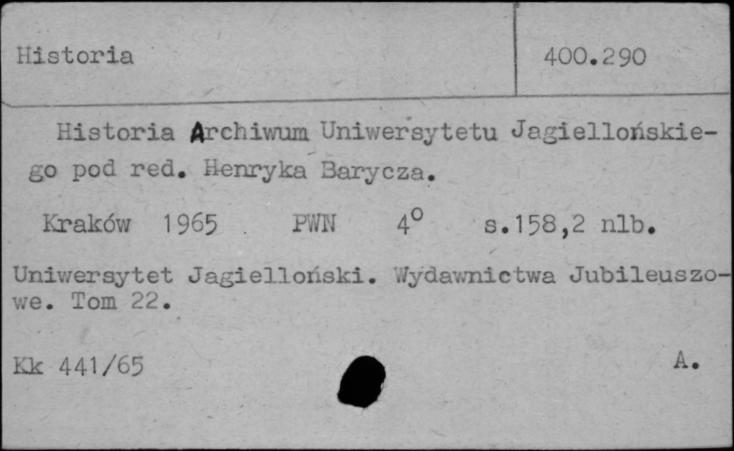 Historia 400.290
Historia Archiwum Uniwersytetu Jagiellońskie-
go pod red. Henryka Barycza.
Kraków 1965 PWN 4° s.158,2 nlb.
Uniwersytet Jagielloński. Wydawnictwa Jubileuszo-
we. Tom 22.
Kk 441/65 A.